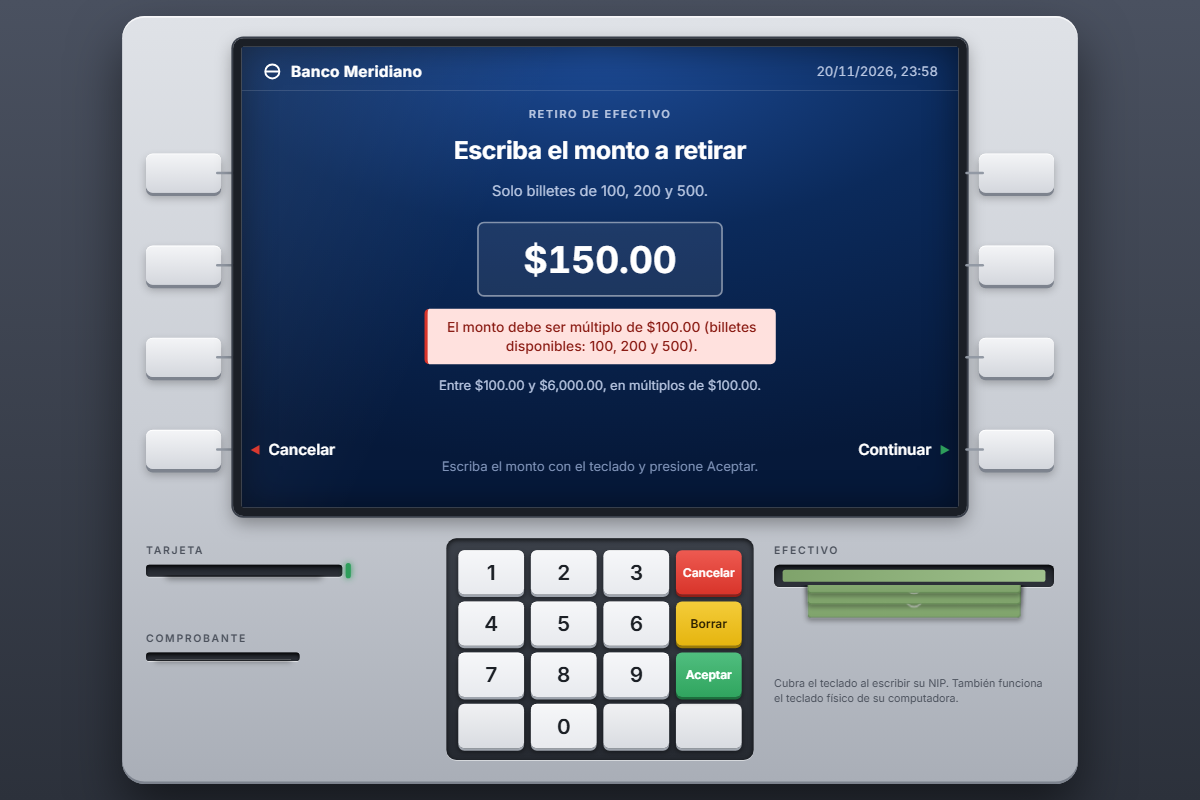 Banco Meridiano
20/11/2026, 23:58
RETIRO DE EFECTIVO
Escriba el monto a retirar
Solo billetes de 100, 200 y 500.
$150.00
El monto debe ser múltiplo de $100.00 (billetes
disponibles: 100, 200 y 500).
Entre $100.00 y $6,000.00, en múltiplos de $100.00.
Cancelar
Continuar
Escriba el monto con el teclado y presione Aceptar.
TARJETA
COMPROBANTE
1 2 3 Cancelar
4 5 6 Borrar
7 8 9 Aceptar
0
EFECTIVO
Cubra el teclado al escribir su NIP. También funciona
el teclado físico de su computadora.